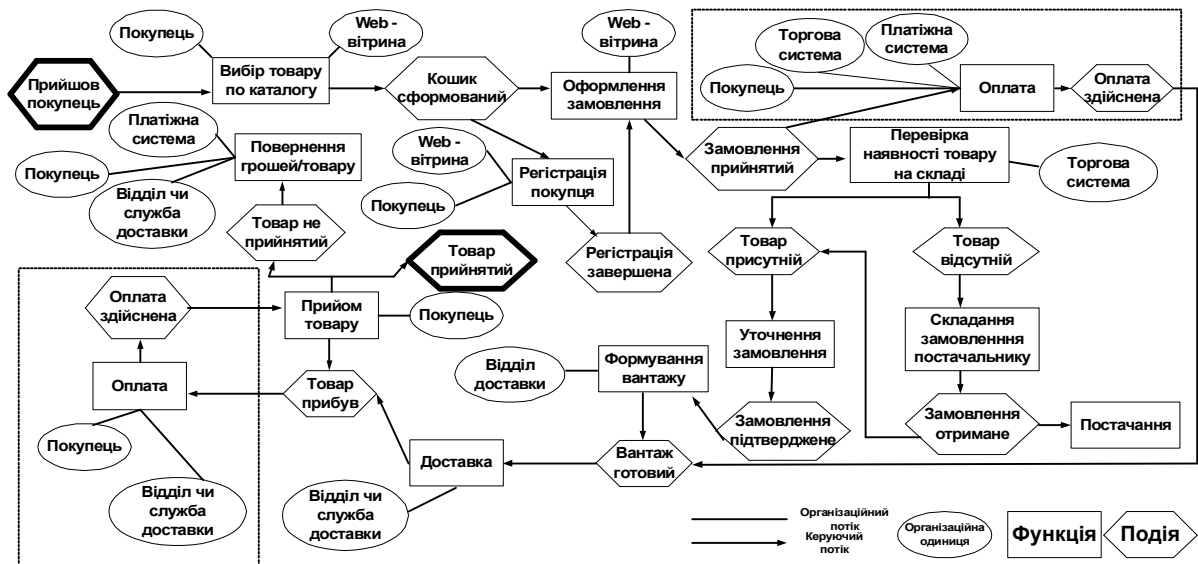 Покупець
Web -
вітрина
Прийшов
покупець
Вибір товару
по каталогу
Кошик
сформований
Web -
вітрина
Оформлення
замовлення
Торгова
система
Платіжна
система
Покупець
Оплата
Оплата
здійснена
Платіжна
система
Покупець
Відділ чи
служба
доставки
Повернення
грошей/товару
Web -
вітрина
Покупець
Регістрація
покупця
Замовлення
прийнятий
Перевірка
наявності товару
на складі
Торгова
система
Товар не
прийнятий
Товар
прийнятий
Регістрація
завершена
Товар
присутній
Товар
відсутній
Оплата
здійснена
Прийом
товару
Покупець
Уточнення
замовлення
Складання
замовленння
постачальнику
Оплата
Товар
прибув
Відділ
доставки
Формування
вантажу
Замовлення
підтверджене
Замовлення
отримане
Постачання
Покупець
Відділ чи
служба
доставки
Доставка
Вантаж
готовий
Відділ чи
служба
доставки
Організаційний
потік
Керуючий
потік
Організаційна
одиниця
Функція
Подія